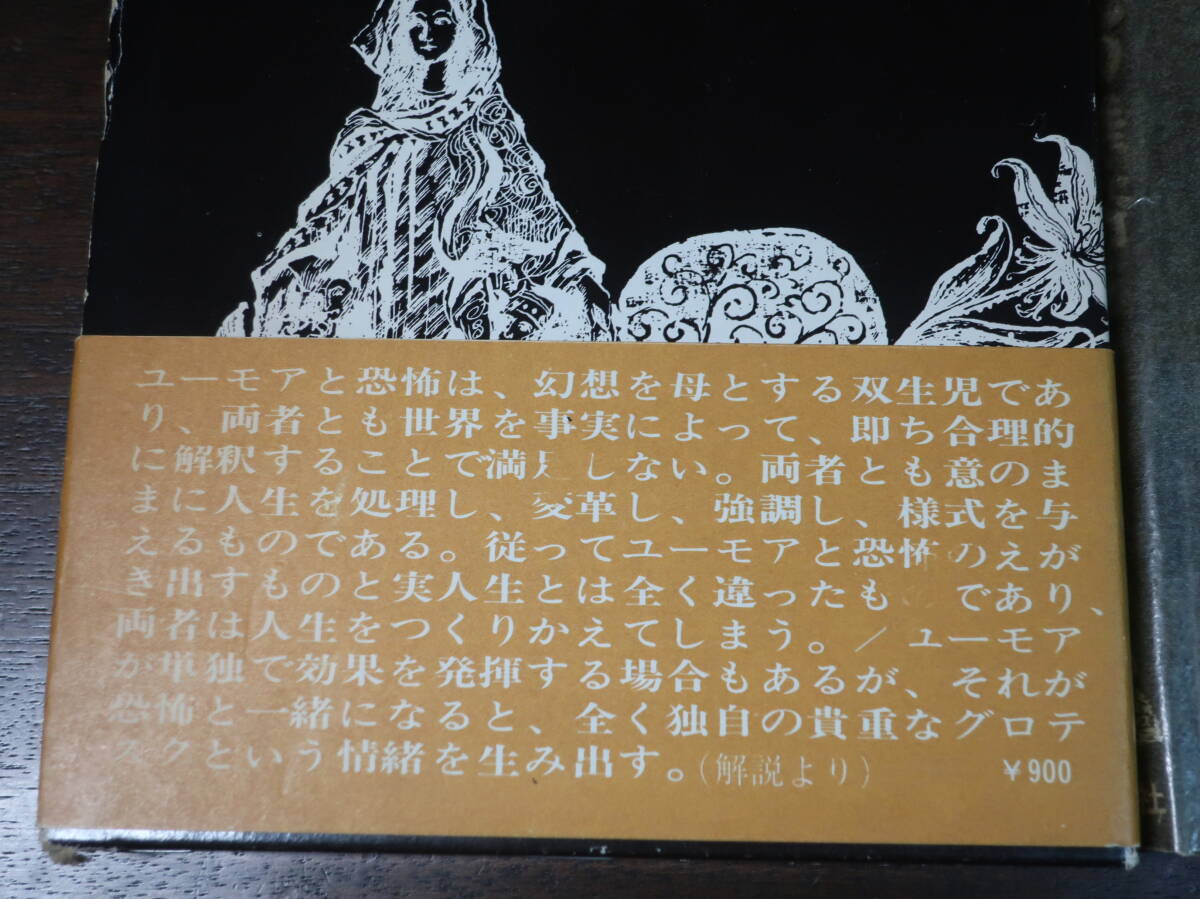 ユーモアと恐怖は、幻想を母とする双生児であ
り、両者とも世界を事実によって、即ち合理的
に解釈することで満足しない。両者とも意のま
まに人生を処理し、変革し、強調し、様式を与
えるものである。従ってユーモアと恐怖のえが
き出すものと実人生とは全く違ったも であり、
両者は人生をつくりかえてしまう。／ユーモア
が単独で効果を発揮する場合もあるが、それが
恐怖と一緒になると、全く独自の貴重なグロテ
スクという情緒を生み出す。(解説より) ¥900